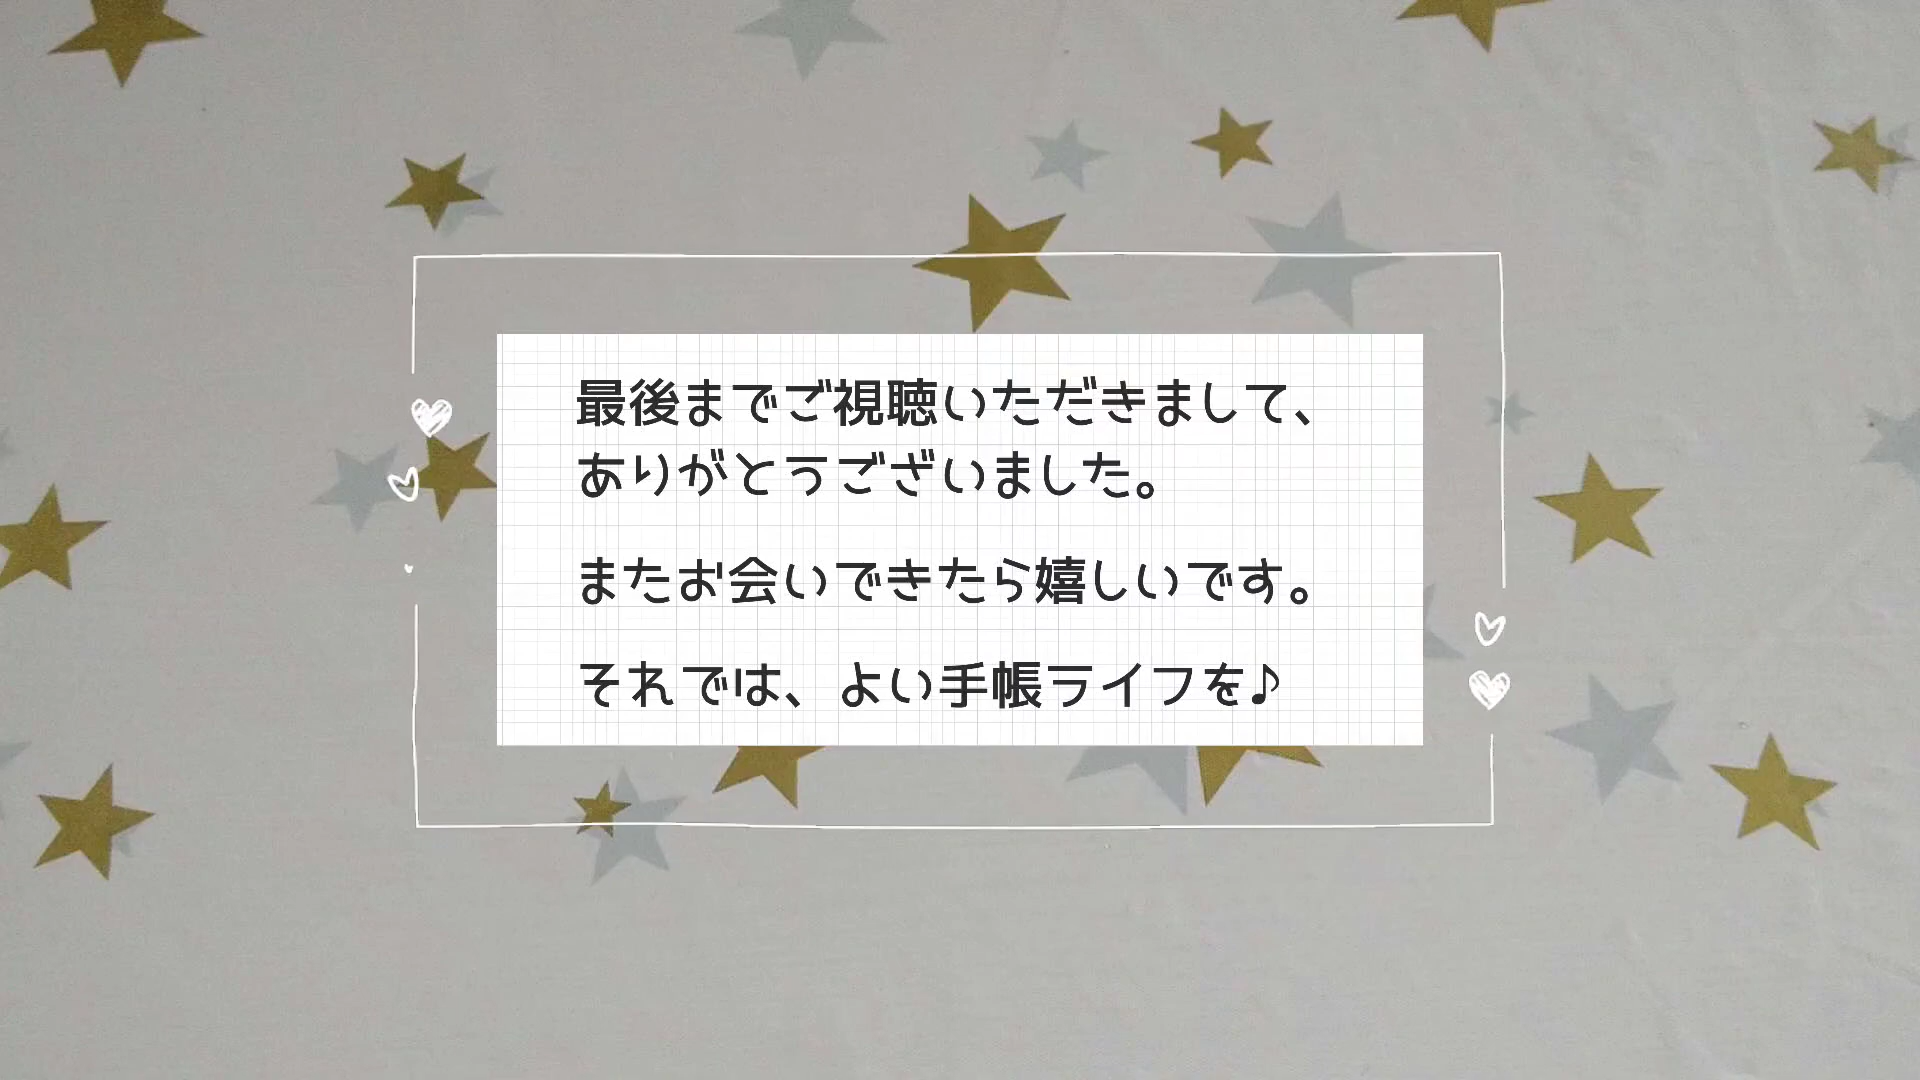 最後までご視聴いただきまして、
ありがとうございました。
またお会いできたら嬉しいです。
それでは、よい手帳ライフを♪